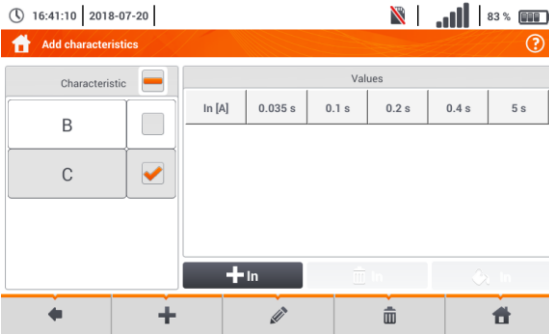 16:41:10 2018-07-20 83 %
Add characteristics ?
Characteristic
Values
In [A] 0.035 s 0.1 s 0.2 s 0.4 s 5 s
B
C
In In In